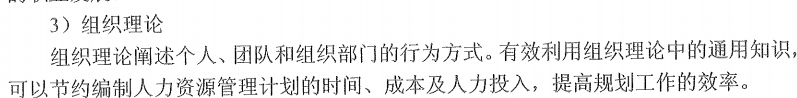 3）组织理论
组织理论阐述个人、团队和组织部门的行为方式。有效利用组织理论中的通用知识，
可以节约编制人力资源管理计划的时间、成本及人力投入，提高规划工作的效率。